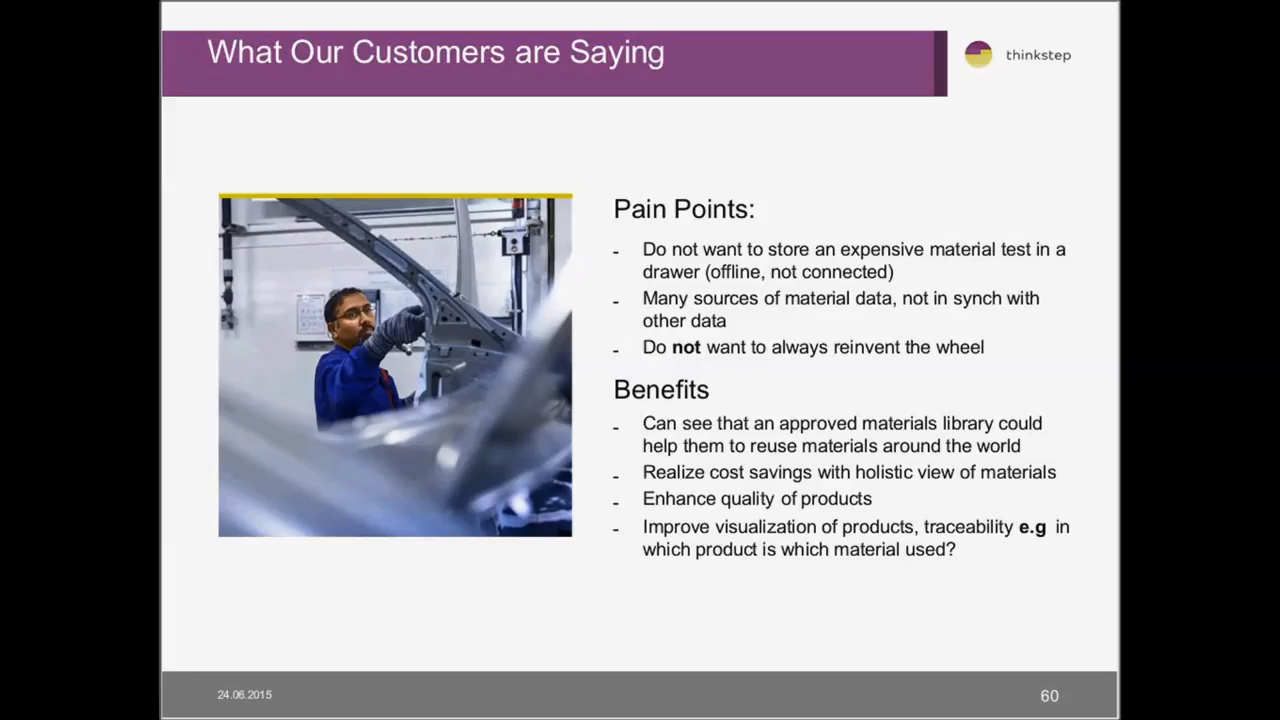 What Our Customers are Saying
thinkstep
Pain Points:
- Do not want to store an expensive material test in a
drawer (offline, not connected)
- Many sources of material data, not in synch with
other data
- Do not want to always reinvent the wheel
Benefits
- Can see that an approved materials library could
help them to reuse materials around the world
- Realize cost savings with holistic view of materials
- Enhance quality of products
- Improve visualization of products, traceability e.g in
which product is which material used?
24.06.2015
60